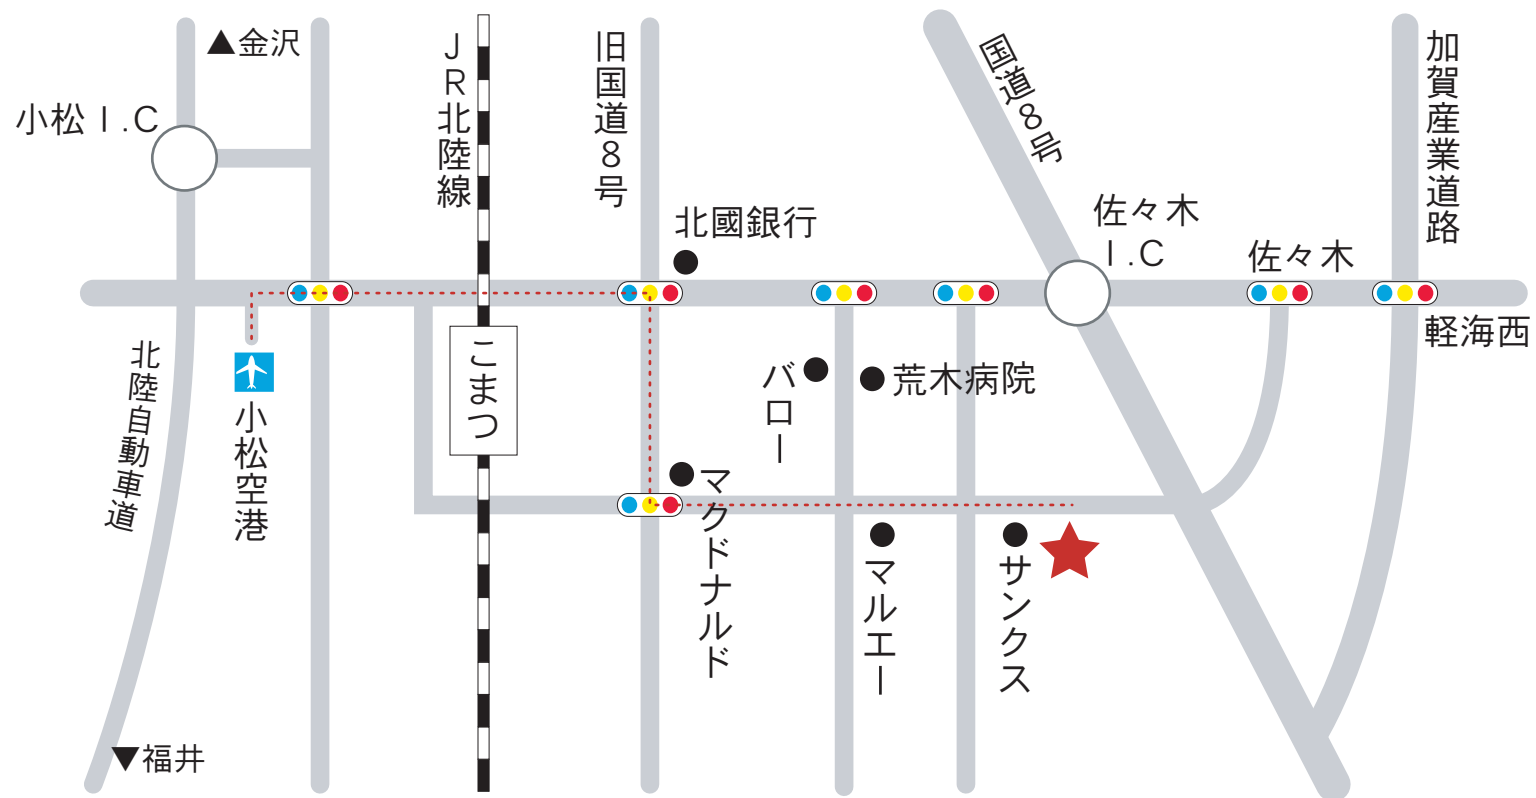 ▲金沢
小松I.C
JR北陸線
旧国道8号
国道8号
加賀産業道路
北國銀行
佐々木
I.C
佐々木
軽海西
北陸自動車道
小松空港
こまつ
バロー
荒木病院
マクドナルド
マルエー
サンクス
▼福井